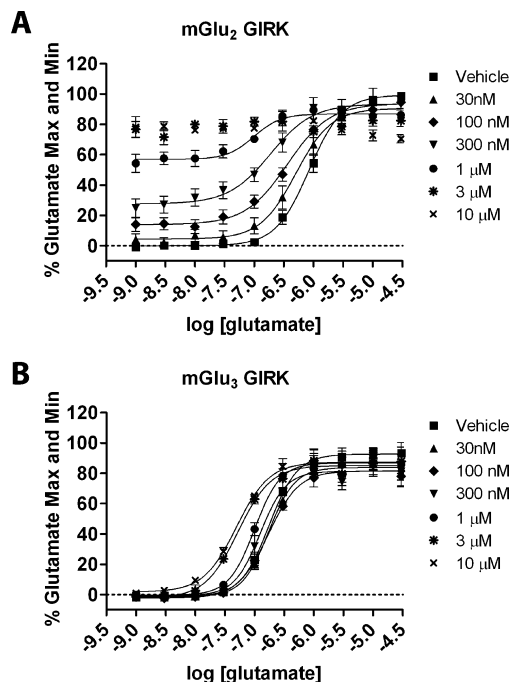 A
mGlu2 GIRK
% Glutamate Max and Min
120
100
80
60
40
20
0
-9.5
-9.0
-8.5
-8.0
-7.5
-7.0
-6.5
-6.0
-5.5
-5.0
-4.5
log [glutamate]
Vehicle
30nM
100 nM
300 nM
1 μM
3 μM
10 μM
B
mGlu3 GIRK
% Glutamate Max and Min
120
100
80
60
40
20
0
-9.5
-9.0
-8.5
-8.0
-7.5
-7.0
-6.5
-6.0
-5.5
-5.0
-4.5
log [glutamate]
Vehicle
30nM
100 nM
300 nM
1 μM
3 μM
10 μM